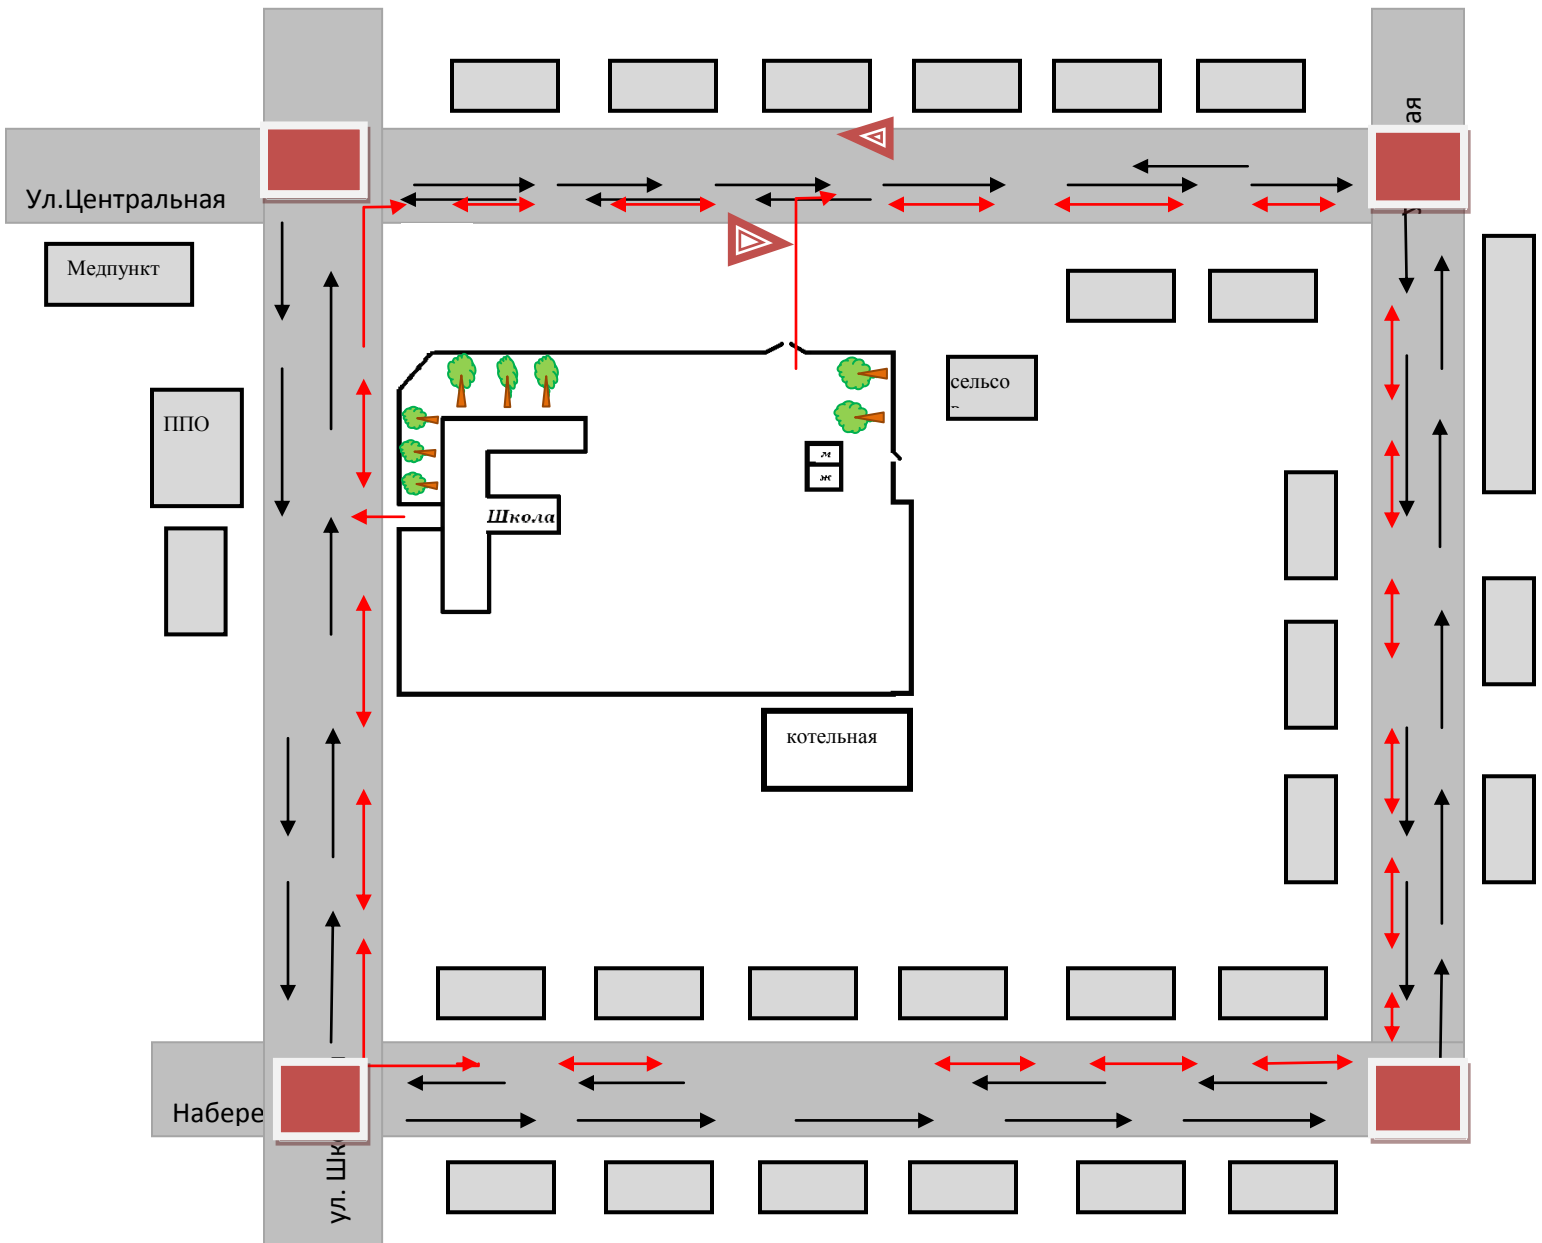 ая
Ул.Центральная
Медпункт
сельсо
ППО
м
ж
Школа
котельная
Набере
ул. Шк